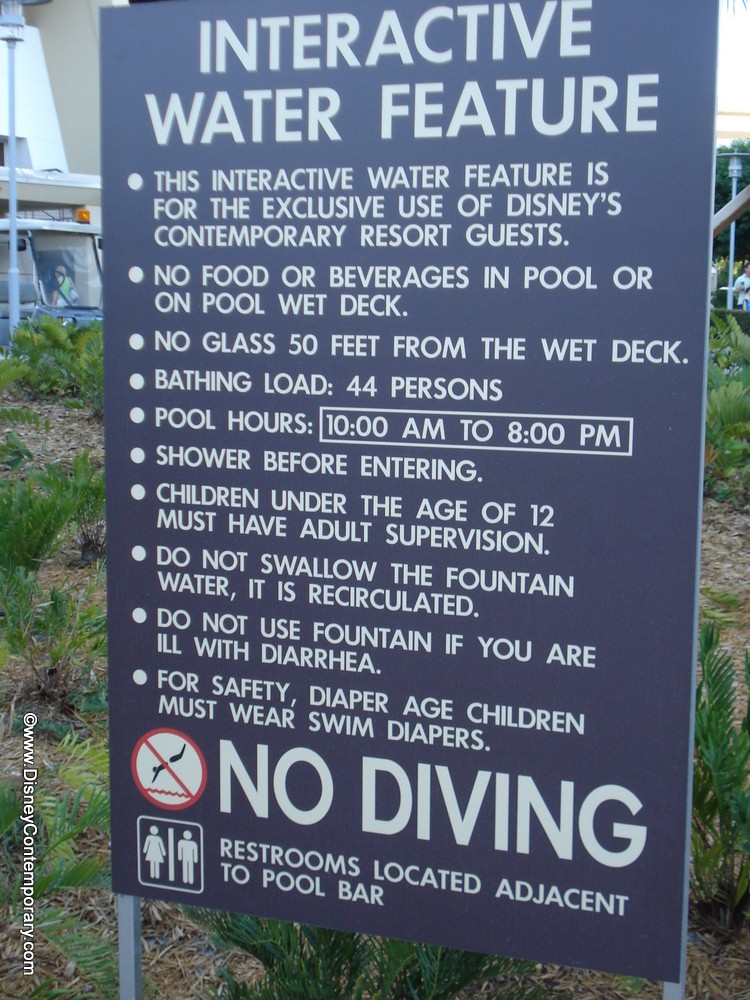 INTERACTIVE
WATER FEATURE
• THIS INTERACTIVE WATER FEATURE IS
FOR THE EXCLUSIVE USE OF DISNEY'S
CONTEMPORARY RESORT GUESTS.
• NO FOOD OR BEVERAGES IN POOL OR
ON POOL WET DECK.
• NO GLASS 50 FEET FROM THE WET DECK.
• BATHING LOAD: 44 PERSONS
• POOL HOURS: 10:00 AM TO 8:00 PM
• SHOWER BEFORE ENTERING.
• CHILDREN UNDER THE AGE OF 12
MUST HAVE ADULT SUPERVISION.
• DO NOT SWALLOW THE FOUNTAIN
WATER, IT IS RECIRCULATED.
• DO NOT USE FOUNTAIN IF YOU ARE
ILL WITH DIARRHEA.
• FOR SAFETY, DIAPER AGE CHILDREN
MUST WEAR SWIM DIAPERS.
NO DIVING
RESTROOMS LOCATED ADJACENT
TO POOL BAR
©www.DisneyContemporary.com